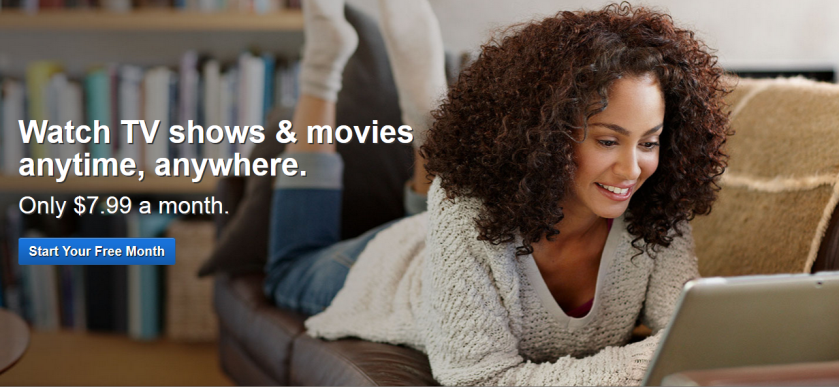 Watch TV shows & movies
anytime, anywhere.
Only $7.99 a month.
Start Your Free Month